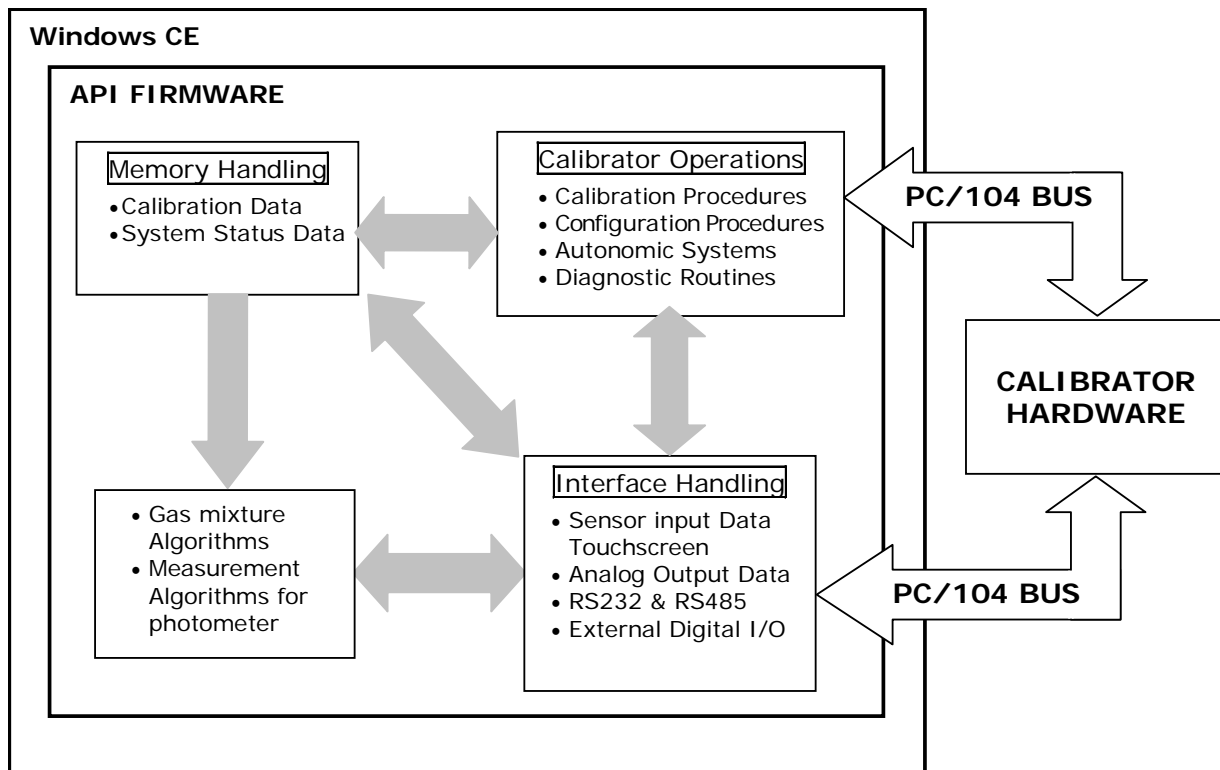 Windows CE
API FIRMWARE
Memory Handling
•Calibration Data
•System Status Data
Calibrator Operations
• Calibration Procedures
• Configuration Procedures
• Autonomic Systems
• Diagnostic Routines
PC/104 BUS
CALIBRATOR
HARDWARE
• Gas mixture
Algorithms
• Measurement
Algorithms for
photometer
Interface Handling
• Sensor input Data
Touchscreen
• Analog Output Data
• RS232 & RS485
• External Digital I/O
PC/104 BUS